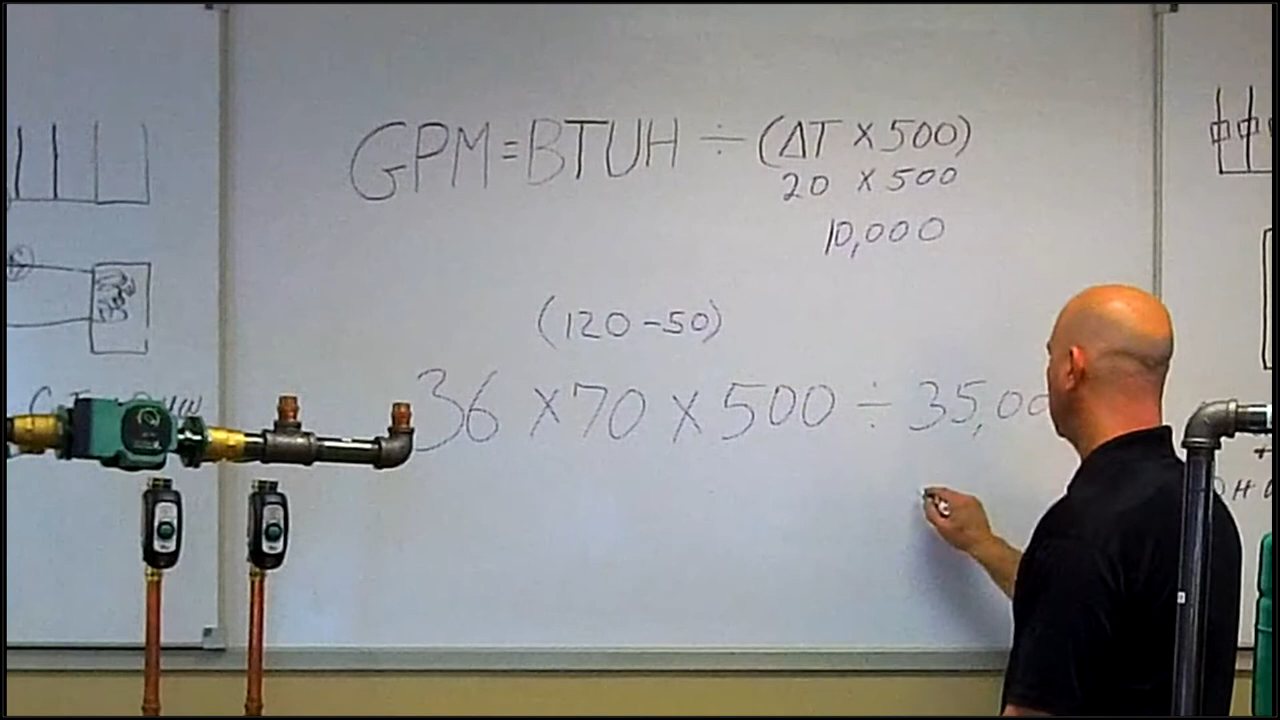 GPM=BTUH ÷ (ΔT X 500)
20 X 500
10,000
(120-50)
36 X 70 X 500 ÷ 35,00
H